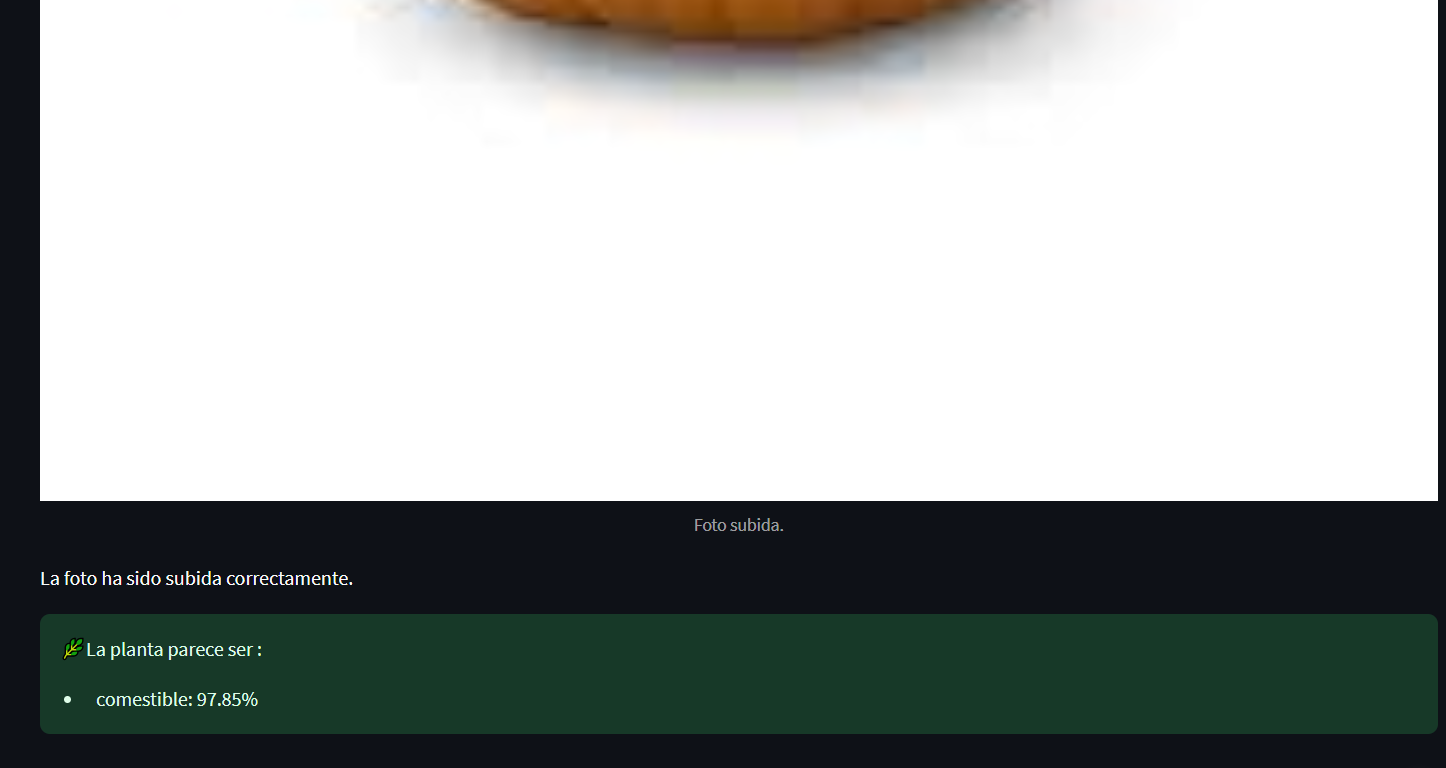 Foto subida.
La foto ha sido subida correctamente.
🌿 La planta parece ser :
• comestible: 97.85%